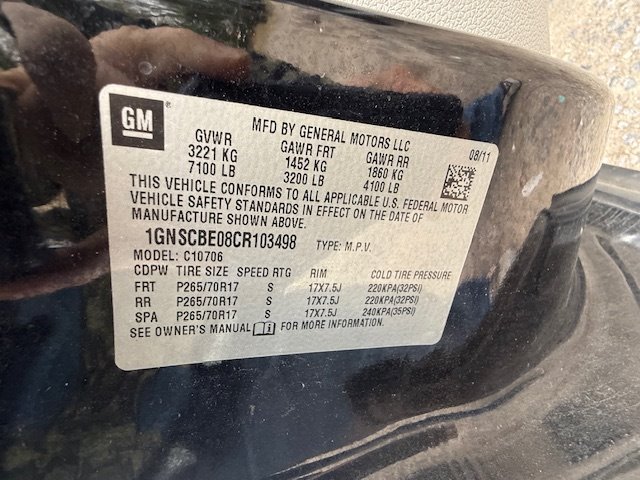 GM ®
MFD BY GENERAL MOTORS LLC
08/11
GVWR GAWR FRT GAWR RR
3221 KG 1452 KG 1860 KG
7100 LB 3200 LB 4100 LB
THIS VEHICLE CONFORMS TO ALL APPLICABLE U.S. FEDERAL MOTOR
VEHICLE SAFETY STANDARDS IN EFFECT ON THE DATE OF
MANUFACTURE SHOWN ABOVE.
1GNSCBE08CR103498 TYPE: M.P.V.
MODEL: C10706
CDPW TIRE SIZE SPEED RTG RIM COLD TIRE PRESSURE
FRT P265/70R17 S 17X7.5J 220KPA(32PSI)
RR P265/70R17 S 17X7.5J 220KPA(32PSI)
SPA P265/70R17 S 17X7.5J 240KPA(35PSI)
SEE OWNER'S MANUAL FOR MORE INFORMATION.